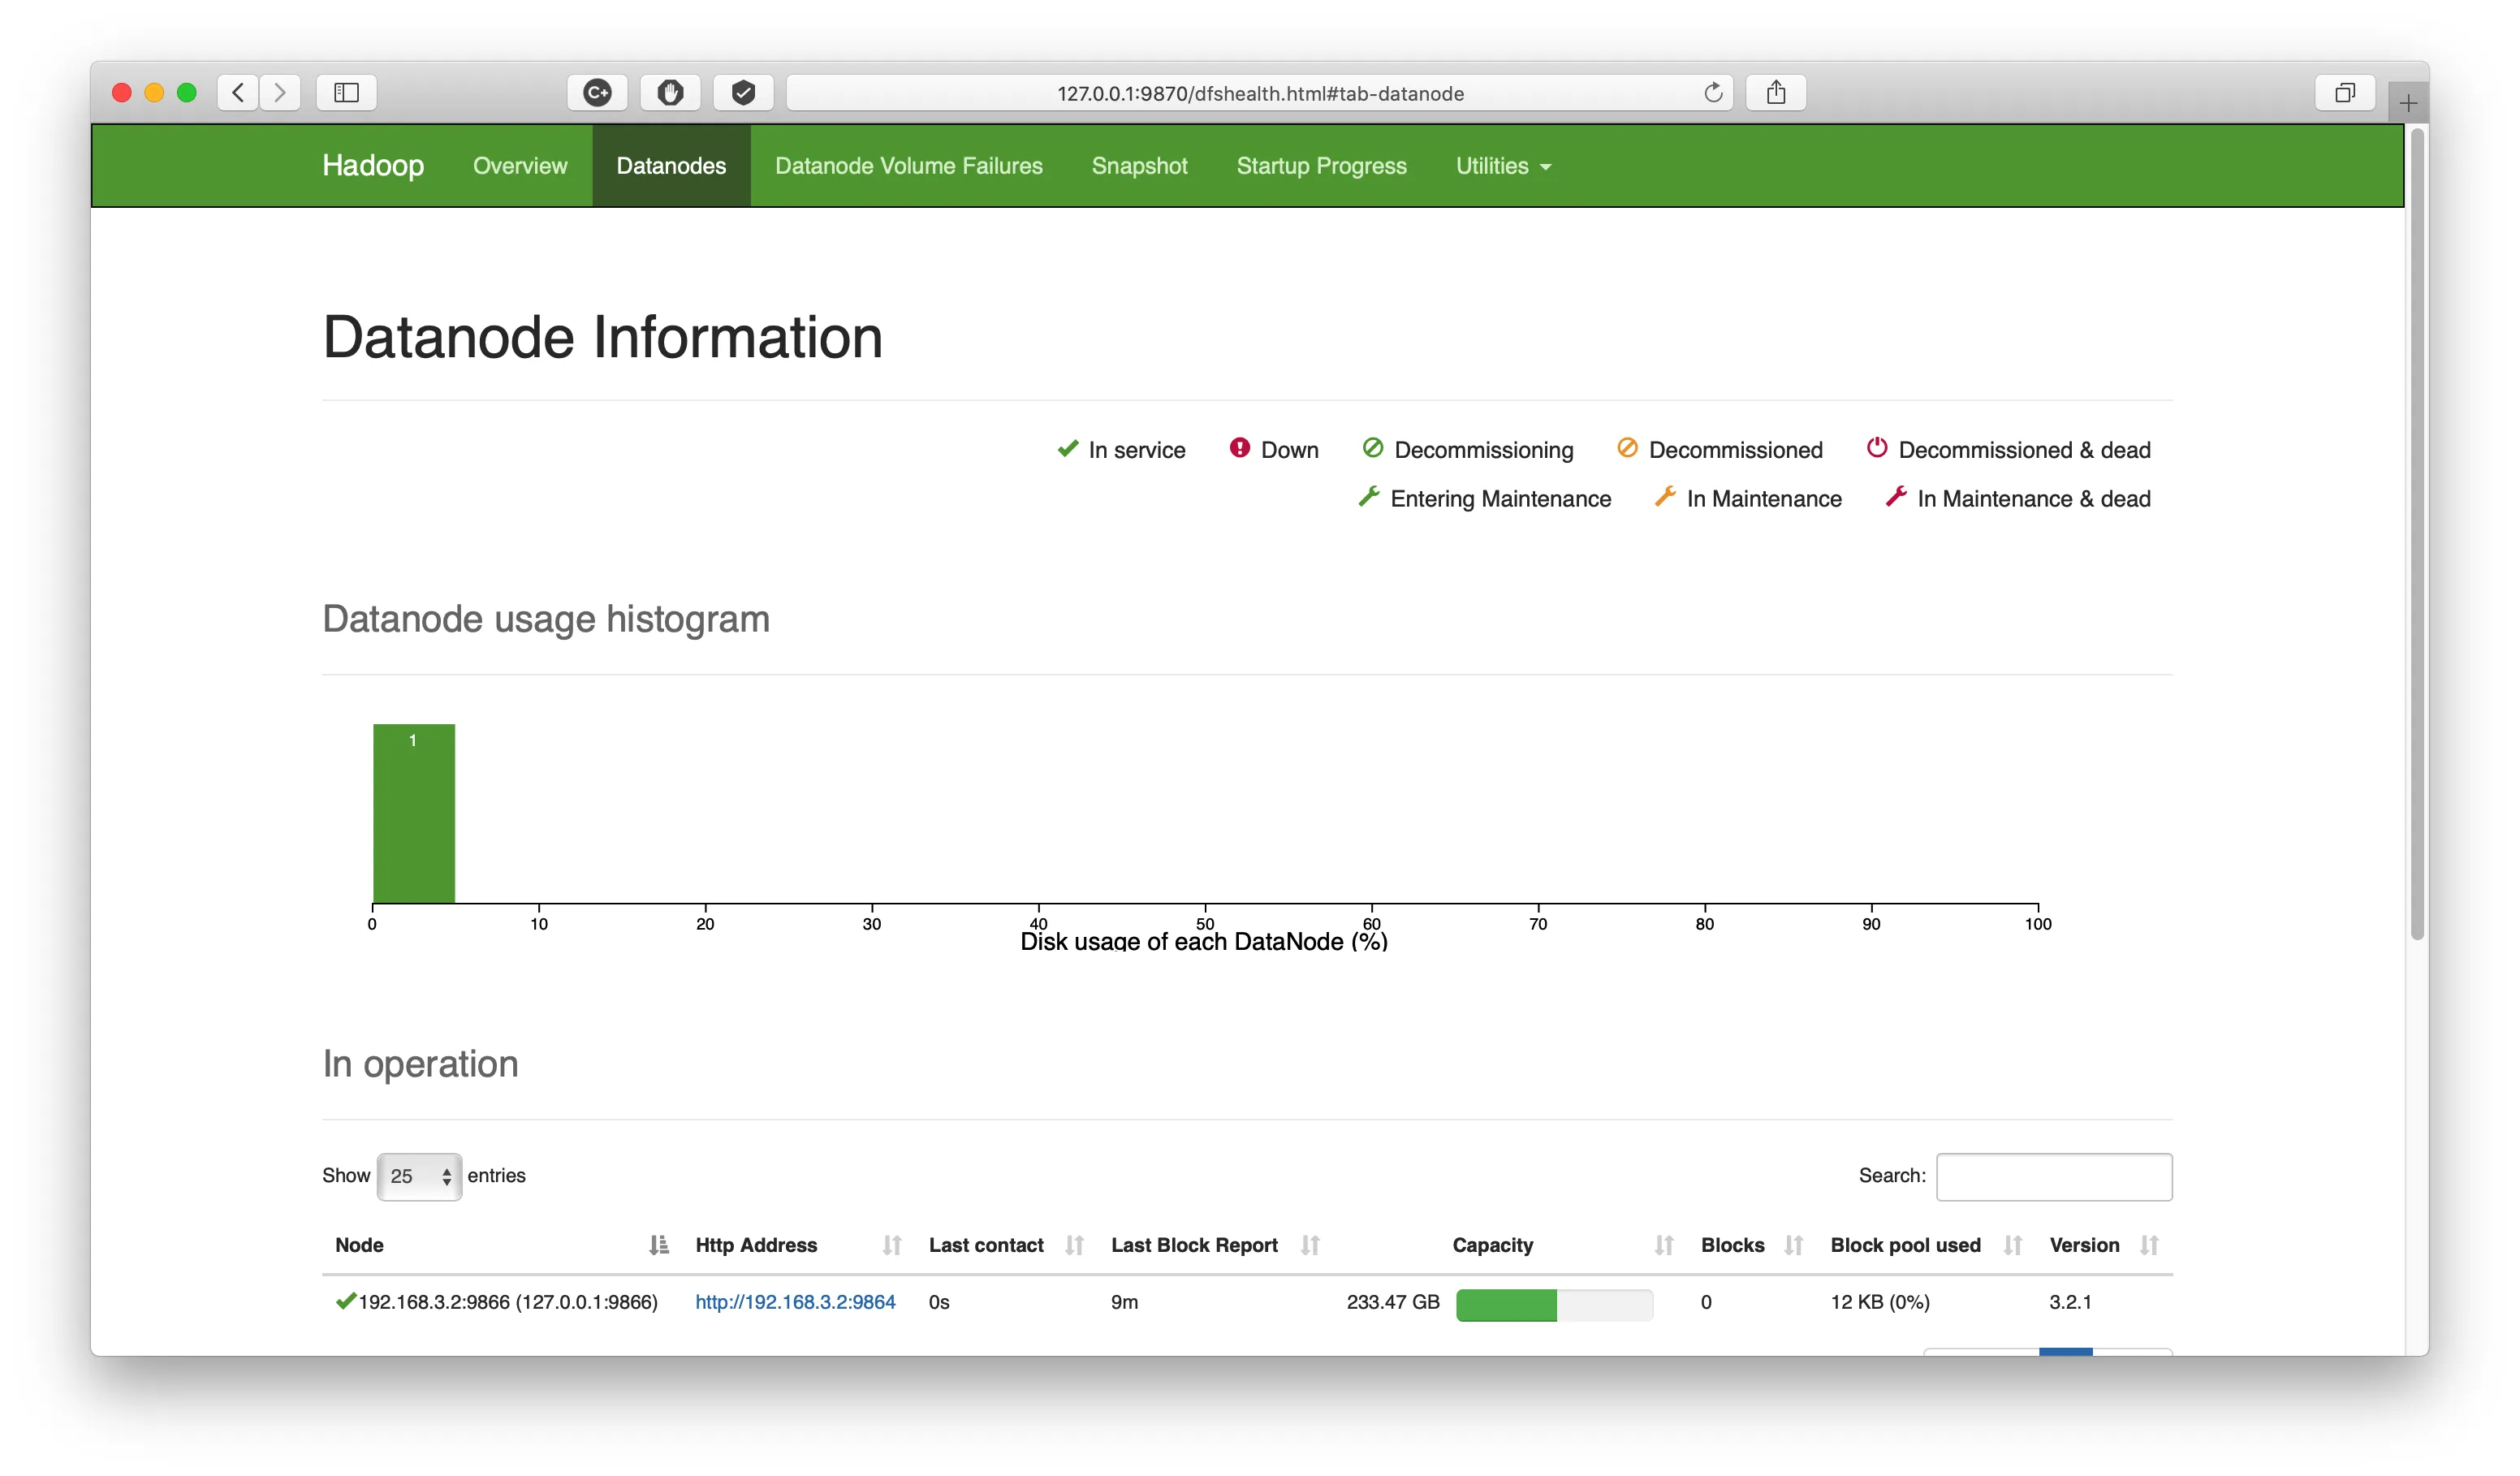 127.0.0.1:9870/dfshealth.html#tab-datanode
Hadoop Overview Datanodes Datanode Volume Failures Snapshot Startup Progress Utilities
Datanode Information
In service Down Decommissioning Decommissioned Decommissioned & dead
Entering Maintenance In Maintenance In Maintenance & dead
Datanode usage histogram
1
0 10 20 30 40 50 60 70 80 90 100
Disk usage of each DataNode (%)
In operation
Show 25 entries Search:
Node Http Address Last contact Last Block Report Capacity Blocks Block pool used Version
192.168.3.2:9866 (127.0.0.1:9866) http://192.168.3.2:9864 0s 9m 233.47 GB 0 12 KB (0%) 3.2.1